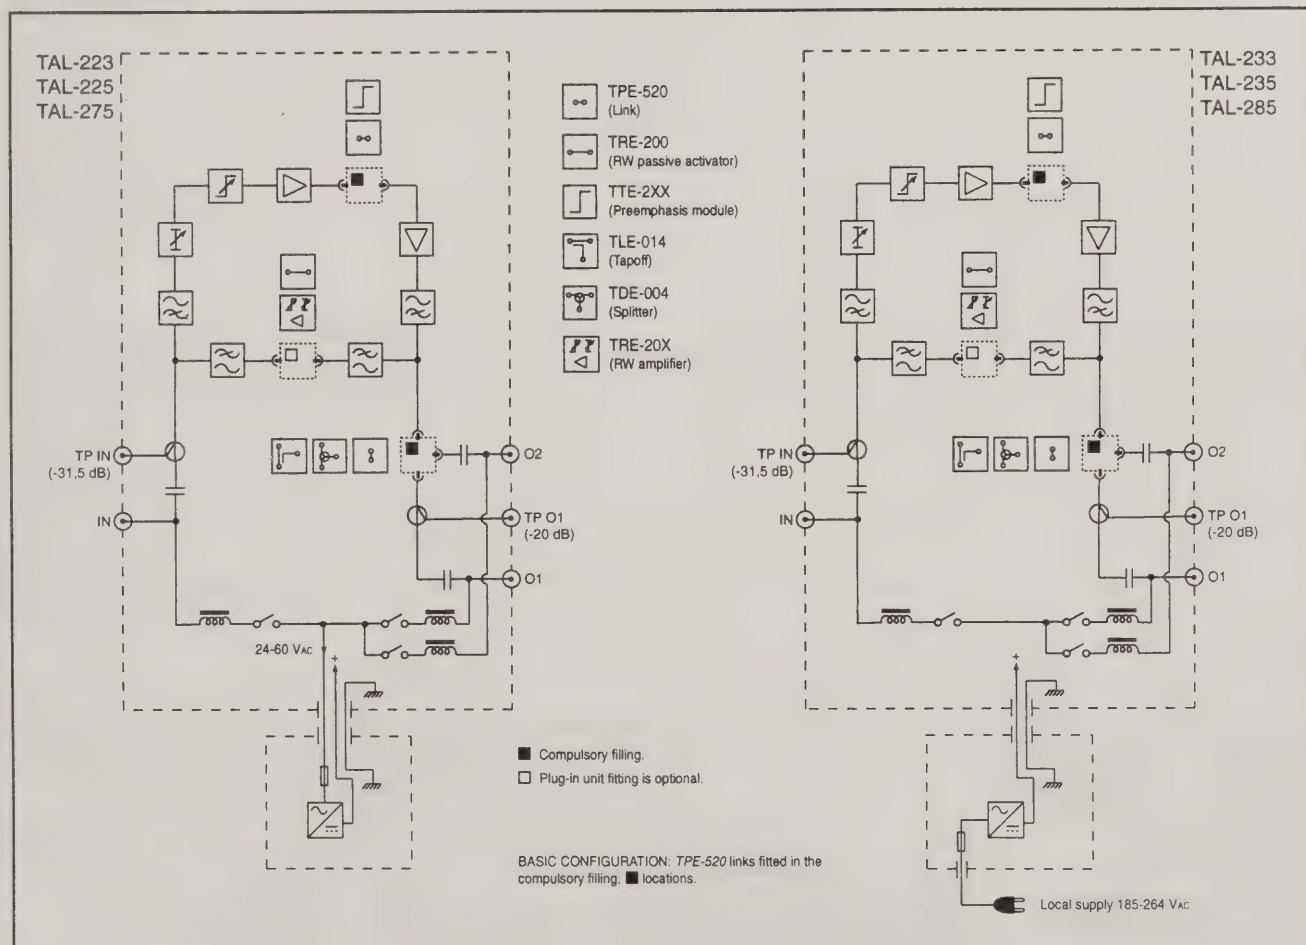 TAL-223
TAL-225
TAL-275
TPE-520
(Link)
TRE-200
(RW passive activator)
TTE-2XX
(Preemphasis module)
TLE-014
(Tapoff)
TDE-004
(Splitter)
TRE-20X
(RW amplifier)
TAL-233
TAL-235
TAL-285
TP IN
(-31,5 dB)
IN
O2
TP O1
(-20 dB)
O1
24-60 VAC
+
TP IN
(-31,5 dB)
IN
O2
TP O1
(-20 dB)
O1
+
■ Compulsory filling.
□ Plug-in unit fitting is optional.
BASIC CONFIGURATION: TPE-520 links fitted in the
compulsory filling, ■ locations.
Local supply 185-264 VAC